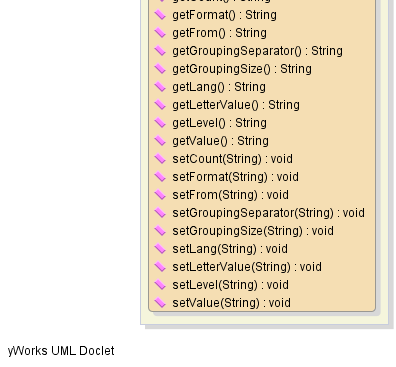 getCount() : String
getFormat() : String
getFrom() : String
getGroupingSeparator() : String
getGroupingSize() : String
getLang() : String
getLetterValue() : String
getLevel() : String
getValue() : String
setCount(String) : void
setFormat(String) : void
setFrom(String) : void
setGroupingSeparator(String) : void
setGroupingSize(String) : void
setLang(String) : void
setLetterValue(String) : void
setLevel(String) : void
setValue(String) : void
yWorks UML Doclet